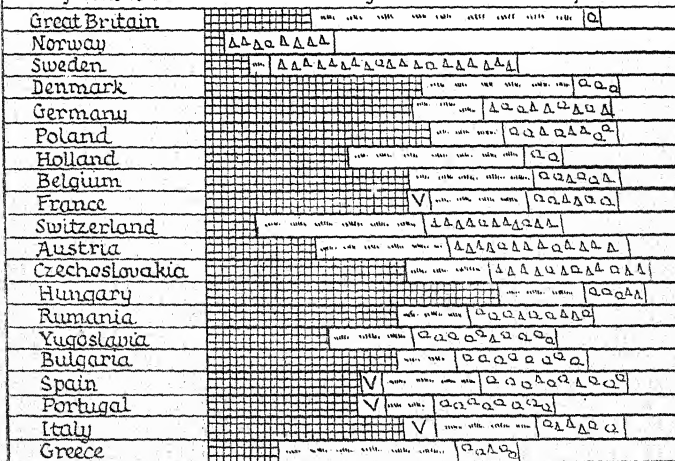 Great Britain
Norway
Sweden
Denmark
Germany
Poland
Holland
Belgium
France V
Switzerland
Austria
Czechoslovakia
Hungary
Rumania
Yugoslavia
Bulgaria
Spain V
Portugal V
Italy V
Greece